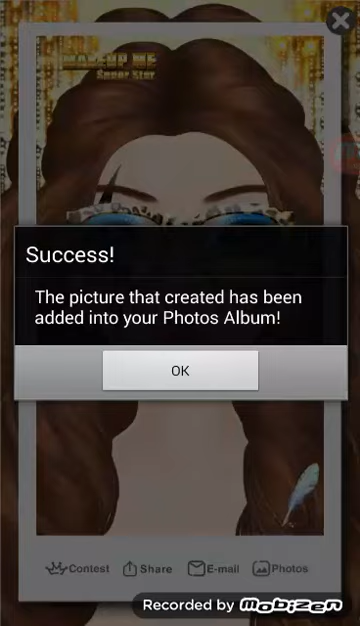 MAKEUP ME
Super Star
Success!
The picture that created has been
added into your Photos Album!
OK
Contest
Share
E-mail
Photos
Recorded by Mobizen